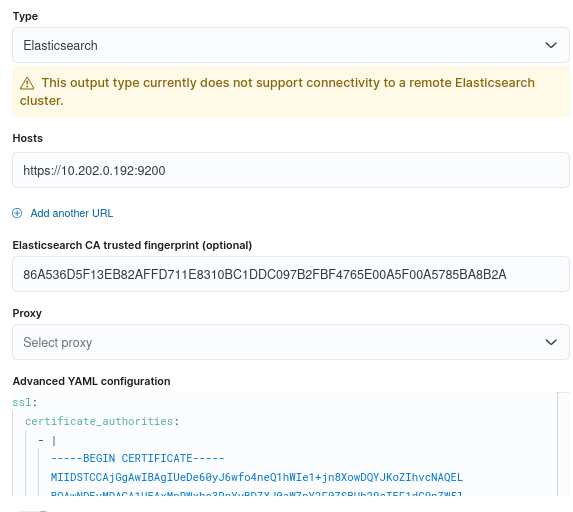 Type
Elasticsearch
This output type currently does not support connectivity to a remote Elasticsearch
cluster.
Hosts
https://10.202.0.192:9200
Add another URL
Elasticsearch CA trusted fingerprint (optional)
86A536D5F13EB82AFFD711E8310BC1DDC097B2FBF4765E00A5F00A5785BA8B2A
Proxy
Select proxy
Advanced YAML configuration
ssl:
certificate_authorities:
- |
-----BEGIN CERTIFICATE-----
MIIDSTCCAjGgAwIBAgIUeDe60yJ6wfo4neQ1hWIe1+jn8XowDQYJKoZIhvcNAQEL